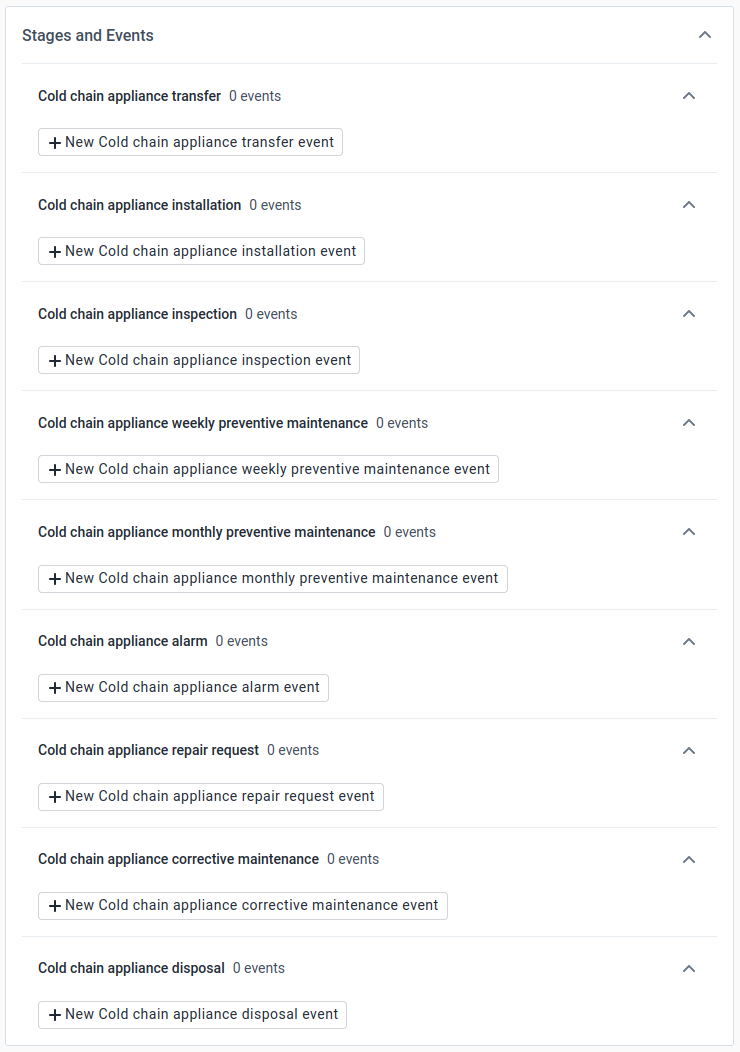 Stages and Events
Cold chain appliance transfer 0 events
New Cold chain appliance transfer event
Cold chain appliance installation 0 events
New Cold chain appliance installation event
Cold chain appliance inspection 0 events
New Cold chain appliance inspection event
Cold chain appliance weekly preventive maintenance 0 events
New Cold chain appliance weekly preventive maintenance event
Cold chain appliance monthly preventive maintenance 0 events
New Cold chain appliance monthly preventive maintenance event
Cold chain appliance alarm 0 events
New Cold chain appliance alarm event
Cold chain appliance repair request 0 events
New Cold chain appliance repair request event
Cold chain appliance corrective maintenance 0 events
New Cold chain appliance corrective maintenance event
Cold chain appliance disposal 0 events
New Cold chain appliance disposal event